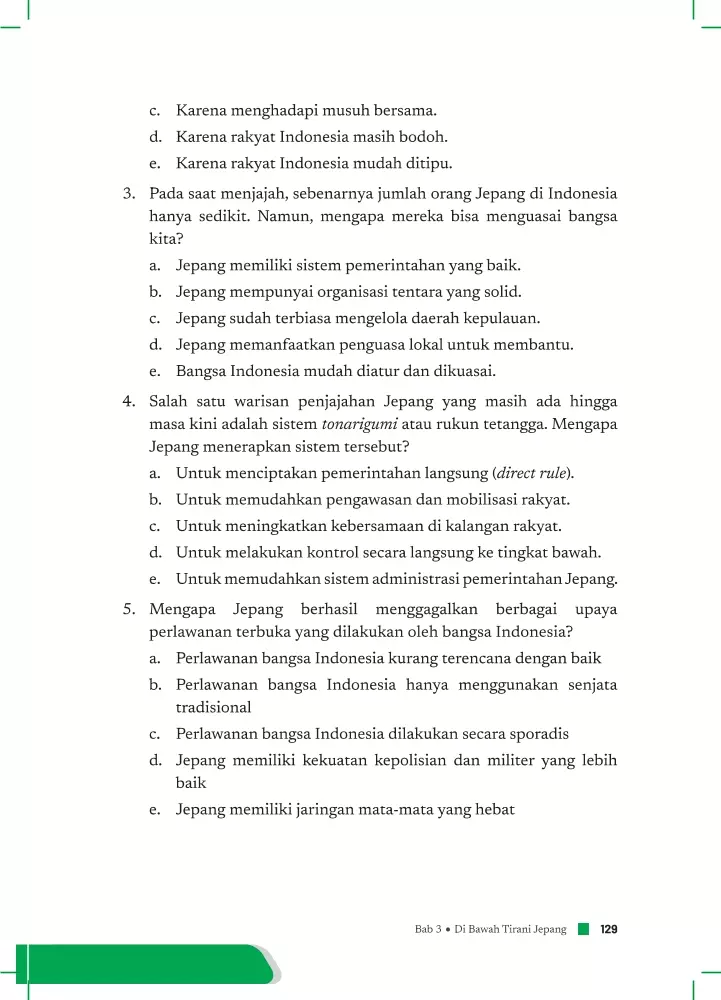 c. Karena menghadapi musuh bersama.
d. Karena rakyat Indonesia masih bodoh.
e. Karena rakyat Indonesia mudah ditipu.
3. Pada saat menjajah, sebenarnya jumlah orang Jepang di Indonesia
hanya sedikit. Namun, mengapa mereka bisa menguasai bangsa
kita?
a. Jepang memiliki sistem pemerintahan yang baik.
b. Jepang mempunyai organisasi tentara yang solid.
c. Jepang sudah terbiasa mengelola daerah kepulauan.
d. Jepang memanfaatkan penguasa lokal untuk membantu.
e. Bangsa Indonesia mudah diatur dan dikuasai.
4. Salah satu warisan penjajahan Jepang yang masih ada hingga
masa kini adalah sistem tonarigumi atau rukun tetangga. Mengapa
Jepang menerapkan sistem tersebut?
a. Untuk menciptakan pemerintahan langsung (direct rule).
b. Untuk memudahkan pengawasan dan mobilisasi rakyat.
c. Untuk meningkatkan kebersamaan di kalangan rakyat.
d. Untuk melakukan kontrol secara langsung ke tingkat bawah.
e. Untuk memudahkan sistem administrasi pemerintahan Jepang.
5. Mengapa Jepang berhasil menggagalkan berbagai upaya
perlawanan terbuka yang dilakukan oleh bangsa Indonesia?
a. Perlawanan bangsa Indonesia kurang terencana dengan baik
b. Perlawanan bangsa Indonesia hanya menggunakan senjata
tradisional
c. Perlawanan bangsa Indonesia dilakukan secara sporadis
d. Jepang memiliki kekuatan kepolisian dan militer yang lebih
baik
e. Jepang memiliki jaringan mata-mata yang hebat
Bab 3 • Di Bawah Tirani Jepang 129